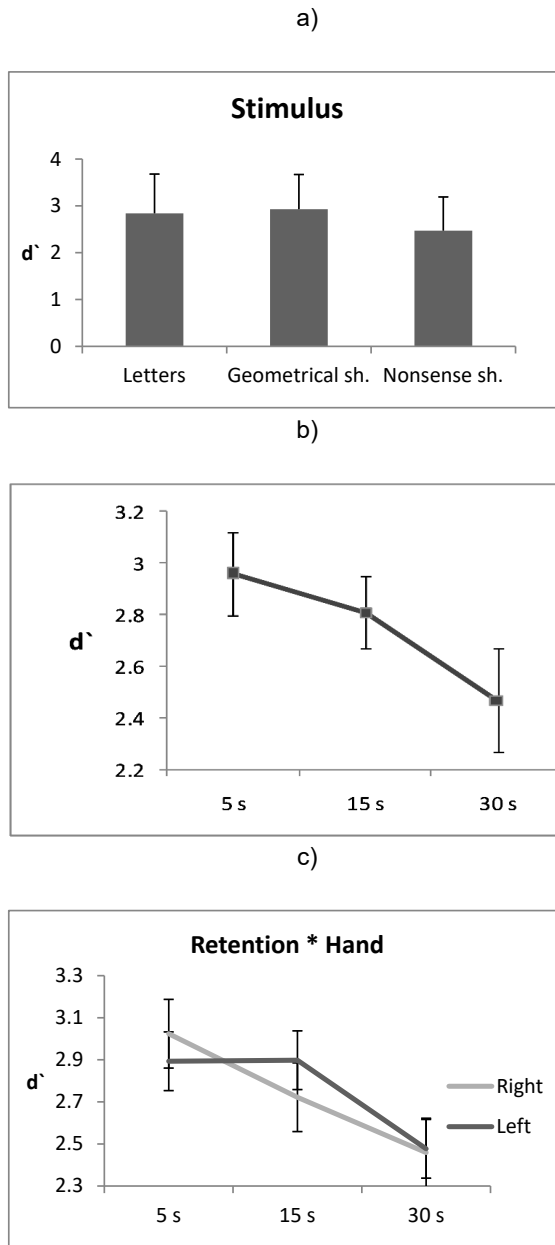 a)
Stimulus
4
3
d`
2
1
0
Letters Geometrical sh. Nonsense sh.
b)
3.2
3
2.8
d`
2.6
2.4
2.2
5 s 15 s 30 s
c)
Retention * Hand
3.3
3.1
2.9
d`
Right
2.7
Left
2.5
2.3
5 s 15 s 30 s